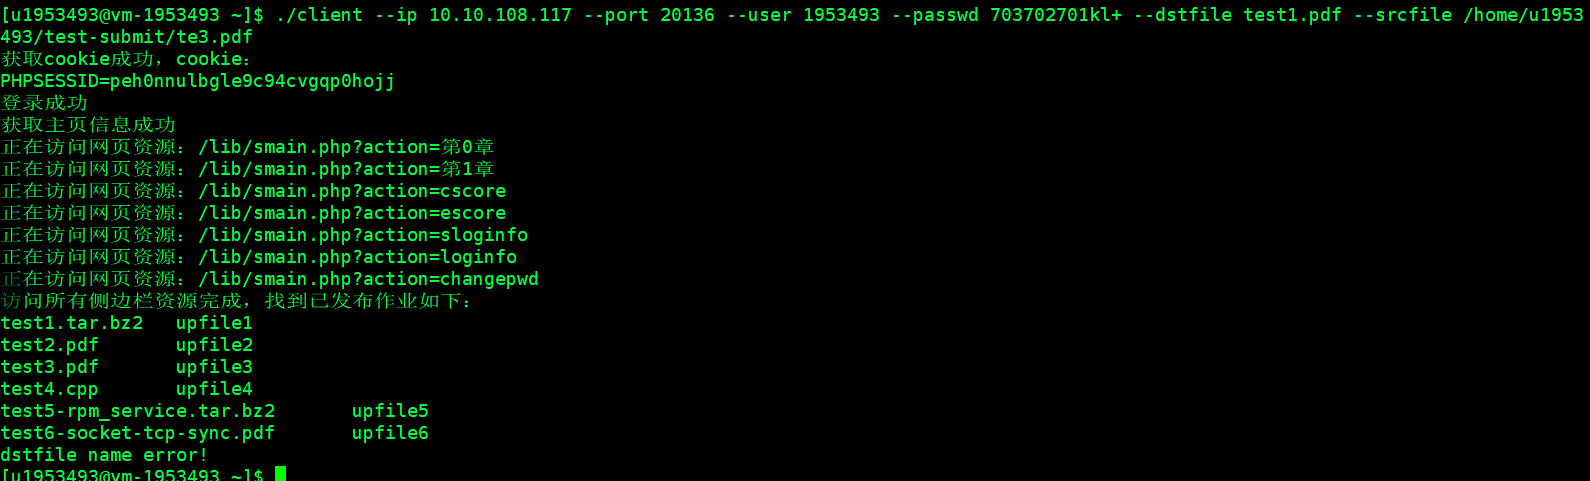 [u1953493@vm-1953493 ~]$ ./client --ip 10.10.108.117 --port 20136 --user 1953493 --passwd 703702701kl+ --dstfile test1.pdf --srcfile /home/u1953
493/test-submit/te3.pdf
获取cookie成功，cookie：
PHPSESSID=peh0nnulbgle9c94cvgqp0hojj
登录成功
获取主页信息成功
正在访问网页资源：/lib/smain.php?action=第0章
正在访问网页资源：/lib/smain.php?action=第1章
正在访问网页资源：/lib/smain.php?action=cscore
正在访问网页资源：/lib/smain.php?action=escore
正在访问网页资源：/lib/smain.php?action=sloginfo
正在访问网页资源：/lib/smain.php?action=loginfo
正在访问网页资源：/lib/smain.php?action=changepwd
访问所有侧边栏资源完成，找到已发布作业如下：
test1.tar.bz2   upfile1
test2.pdf       upfile2
test3.pdf       upfile3
test4.cpp       upfile4
test5-rpm_service.tar.bz2       upfile5
test6-socket-tcp-sync.pdf       upfile6
dstfile name error!
[u1953493@vm-1953493 ~]$